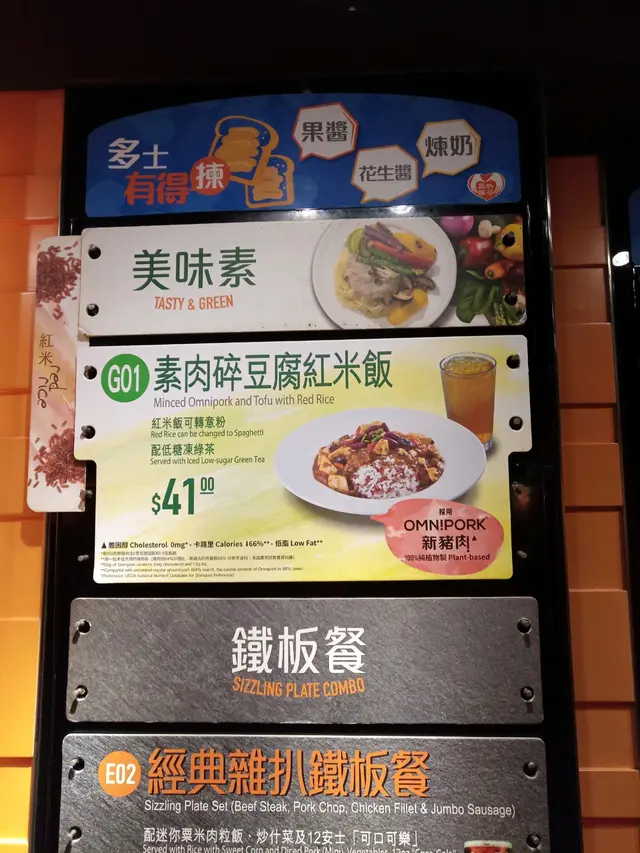 多士
有得揀
果醬
花生醬
煉奶
美味素
TASTY & GREEN
紅米
red rice
G01 素肉碎豆腐紅米飯
Minced Omnipork and Tofu with Red Rice
紅米飯可轉意粉
Red Rice can be changed to Spaghetti
配低糖凍綠茶
Served with Iced Low-sugar Green Tea
$41.00
採用
OMN!PORK
新豬肉▲
100%純植物製 Plant-based
▲膽固醇 Cholesterol 0mg*﹐卡路里 Calories ⬇66%**﹐低脂 Low Fat**
鐵板餐
SIZZLING PLATE COMBO
E02 經典雜扒鐵板餐
Sizzling Plate Set (Beef Steak, Pork Chop, Chicken Fillet & Jumbo Sausage)
配迷你粟米肉粒飯﹐炒什菜及12安士「可口可樂」
Served with Rice with Sweet Corn and Diced Pork (Mini), Vegetables, 12oz "Coca-Cola"